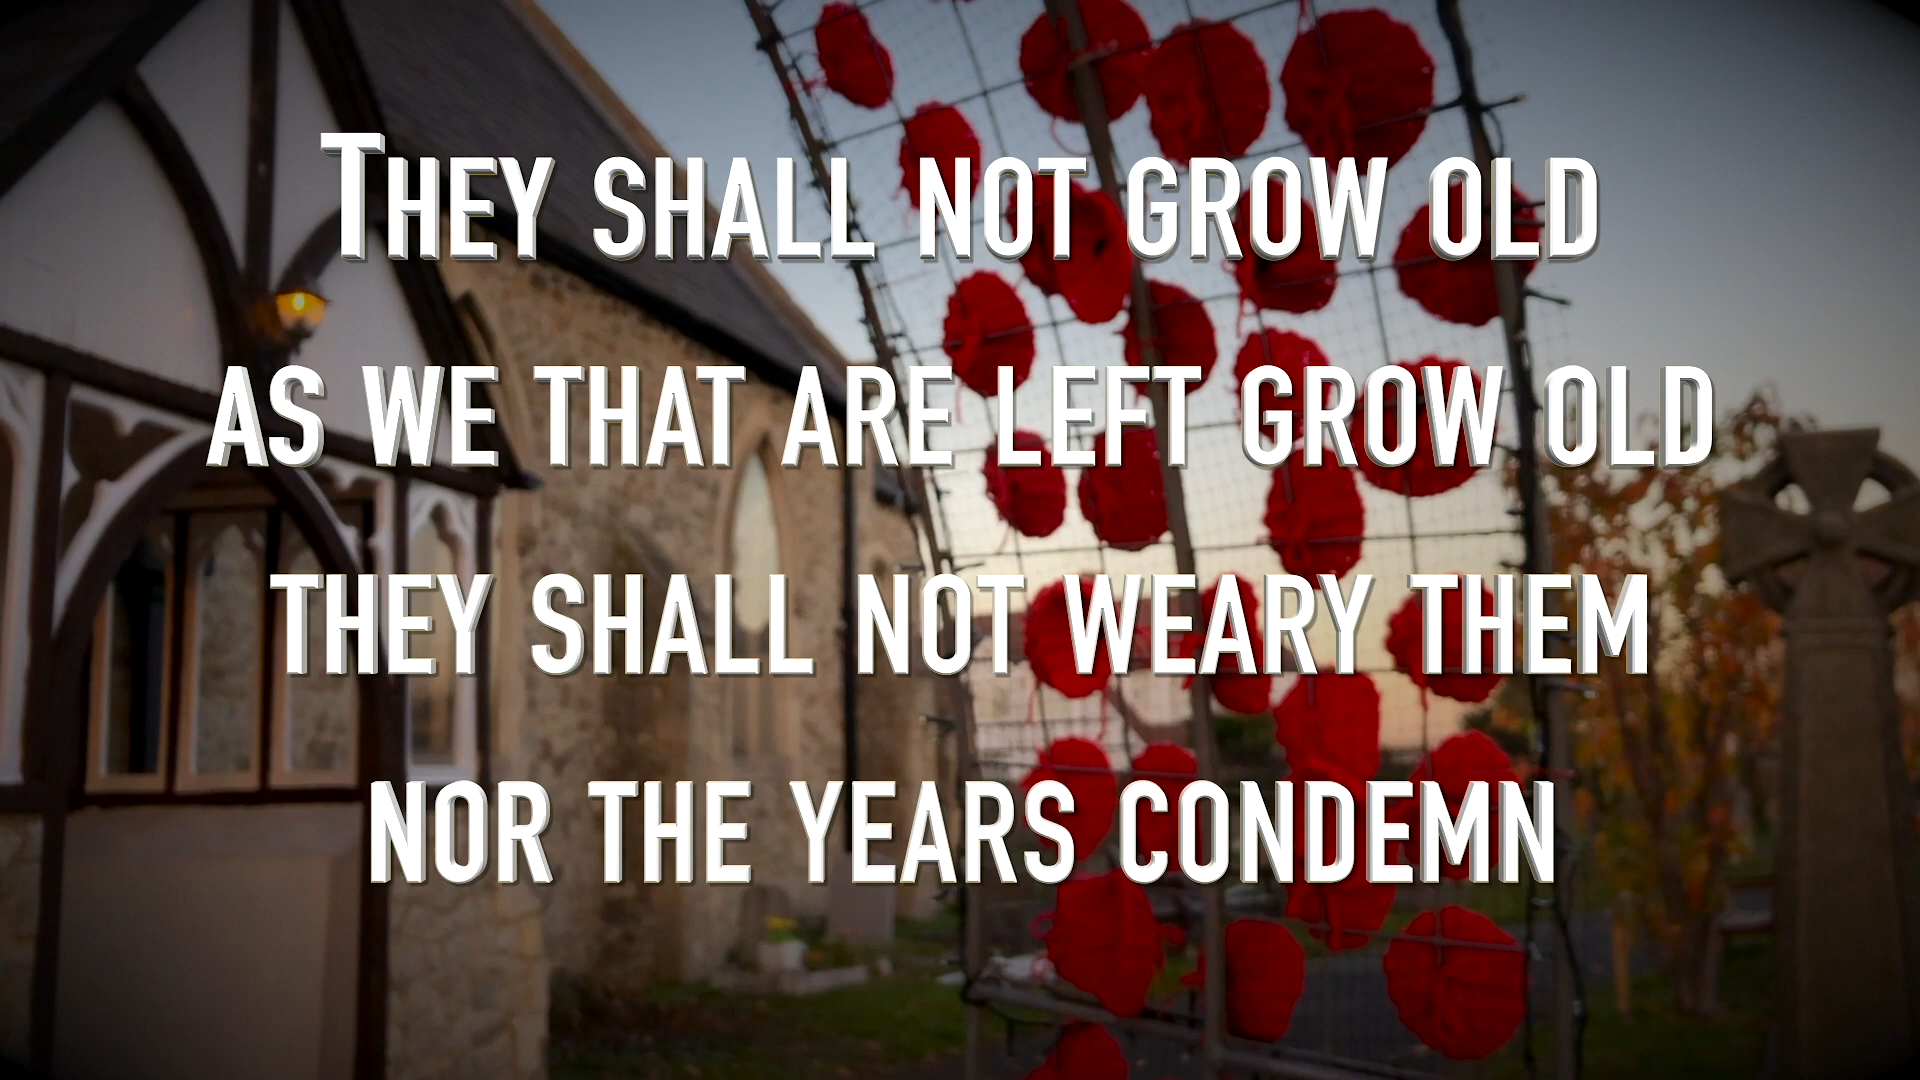 They shall not grow old
as we that are left grow old
they shall not weary them
nor the years condemn